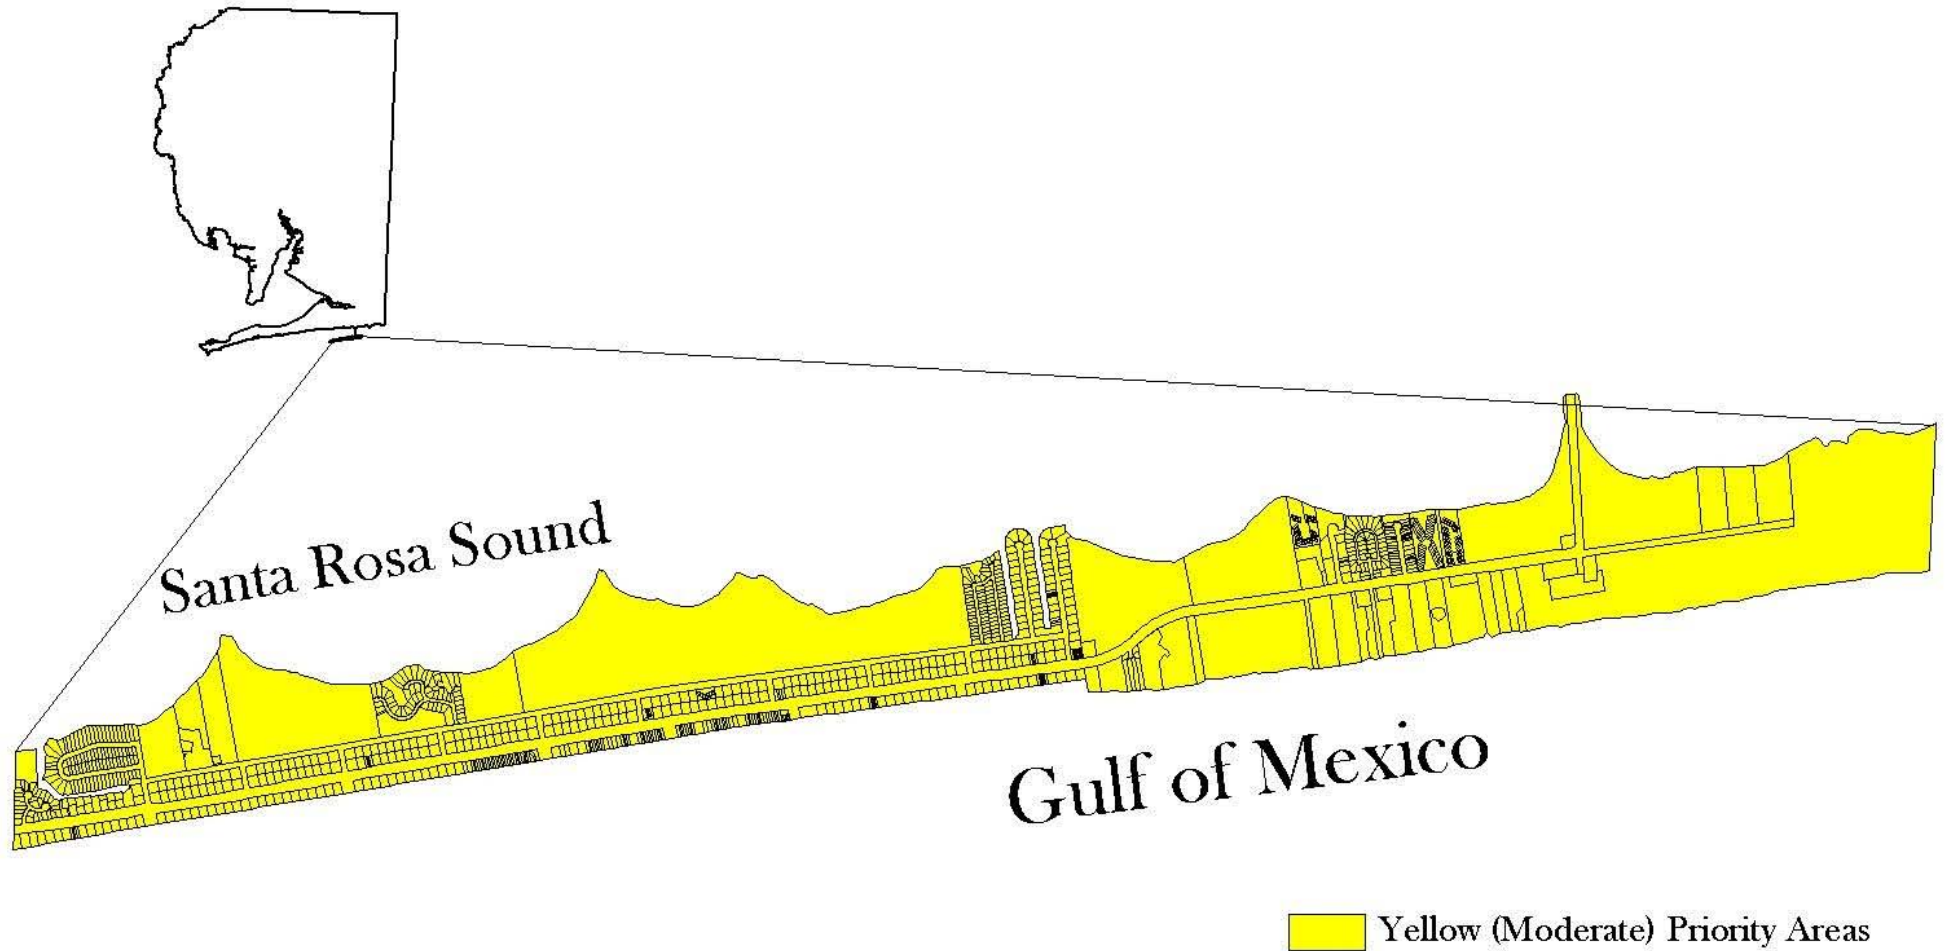 Santa Rosa Sound
Gulf of Mexico
Yellow (Moderate) Priority Areas